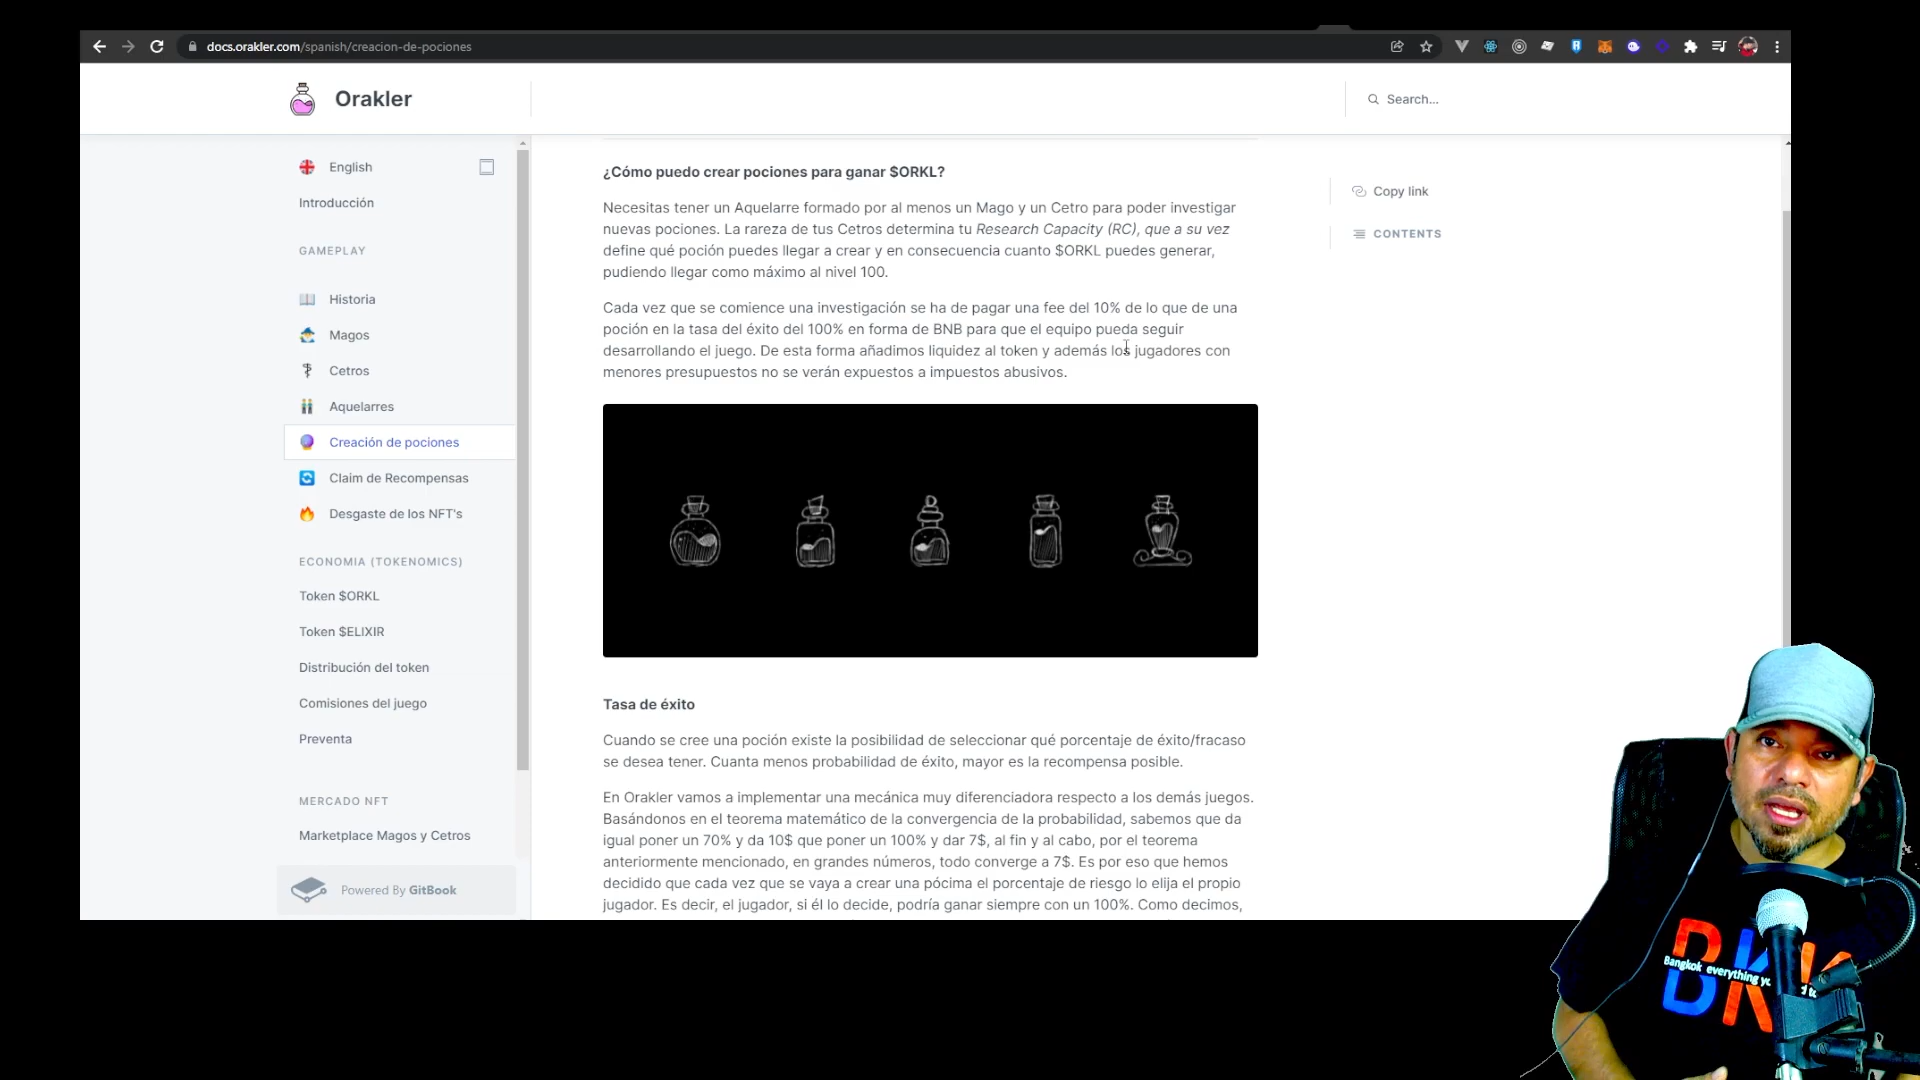 docs.orakler.com/spanish/creacion-de-pociones
Orakler
Search...
English
Introducción
GAMEPLAY
Historia
Magos
Cetros
Aquelarres
Creación de pociones
Claim de Recompensas
Desgaste de los NFT's
ECONOMIA (TOKENOMICS)
Token $ORKL
Token $ELIXIR
Distribución del token
Comisiones del juego
Preventa
MERCADO NFT
Marketplace Magos y Cetros
Powered By GitBook
¿Cómo puedo crear pociones para ganar $ORKL?
Necesitas tener un Aquelarre formado por al menos un Mago y un Cetro para poder investigar
nuevas pociones. La rareza de tus Cetros determina tu Research Capacity (RC), que a su vez
define qué poción puedes llegar a crear y en consecuencia cuanto $ORKL puedes generar,
pudiendo llegar como máximo al nivel 100.
Cada vez que se comience una investigación se ha de pagar una fee del 10% de lo que de una
poción en la tasa del éxito del 100% en forma de BNB para que el equipo pueda seguir
desarrollando el juego. De esta forma añadimos liquidez al token y además los jugadores con
menores presupuestos no se verán expuestos a impuestos abusivos.
Tasa de éxito
Cuando se cree una poción existe la posibilidad de seleccionar qué porcentaje de éxito/fracaso
se desea tener. Cuanta menos probabilidad de éxito, mayor es la recompensa posible.
En Orakler vamos a implementar una mecánica muy diferenciadora respecto a los demás juegos.
Basándonos en el teorema matemático de la convergencia de la probabilidad, sabemos que da
igual poner un 70% y da 10$ que poner un 100% y dar 7$, al fin y al cabo, por el teorema
anteriormente mencionado, en grandes números, todo converge a 7$. Es por eso que hemos
decidido que cada vez que se vaya a crear una pócima el porcentaje de riesgo lo elija el propio
jugador. Es decir, el jugador, si él lo decide, podría ganar siempre con un 100%. Como decimos,
Copy link
CONTENTS
BK
Bangkok everything yo